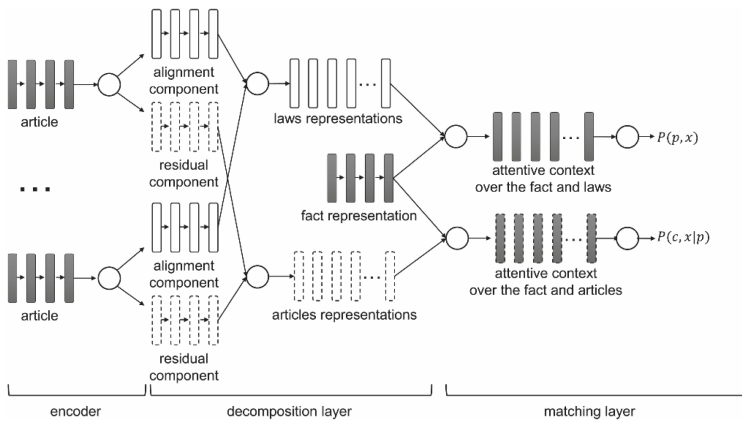 article
alignment
component
residual
component
laws representations
fact representation
attentive context
over the fact and laws
P(p, x)
...
article
alignment
component
residual
component
articles representations
attentive context
over the fact and articles
P(c, x|p)
encoder
decomposition layer
matching layer